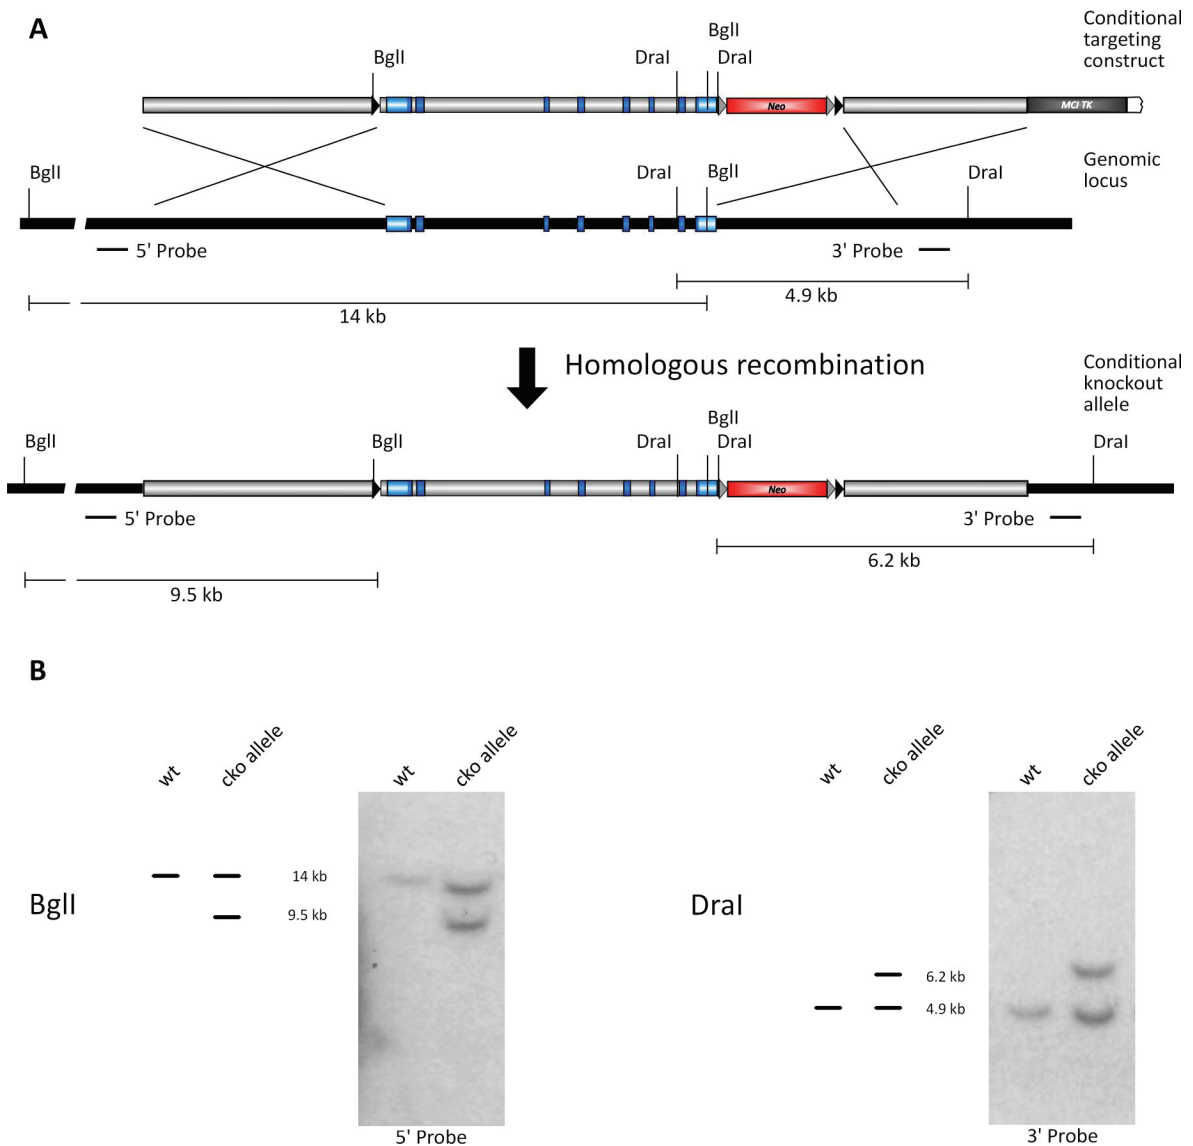 A
Conditional
targeting
construct
BglI
DraI
BglI
DraI
Neo
MCI TK
Genomic
locus
BglI
DraI
BglI
DraI
5' Probe
3' Probe
4.9 kb
14 kb
Homologous recombination
Conditional
knockout
allele
BglI
BglI
DraI
BglI
DraI
DraI
Neo
5' Probe
3' Probe
6.2 kb
9.5 kb
B
wt
cko allele
wt
cko allele
BglI
14 kb
9.5 kb
5' Probe
wt
cko allele
wt
cko allele
DraI
6.2 kb
4.9 kb
3' Probe